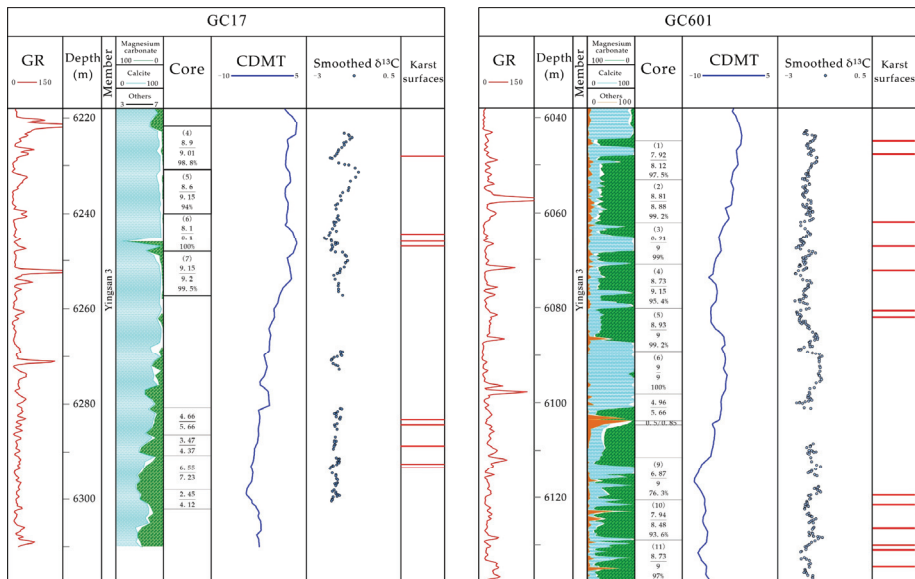 GC17
GR
0 150
Depth
(m)
Member
Magnesium
carbonate
100 0
Calcite
0 100
Others
3 7
Core
CDMT
-10 5
Smoothed δ¹³C
-3 0.5
Karst
surfaces
6220
6240
6260
6280
6300
Yingsan 3
(4)
8.9
9.01
98.8%
(5)
8.6
9.15
94%
(6)
8.1
100%
(7)
9.15
9.2
99.5%
4.66
5.66
3.47
4.37
7.23
2.45
4.12
GC601
GR
0 150
Depth
(m)
Member
Magnesium
carbonate
100 0
Calcite
0 100
Others
0 100
Core
CDMT
-10 5
Smoothed δ¹³C
-3 0.5
Karst
surfaces
6040
6060
6080
6100
6120
Yingsan 3
(1)
7.92
8.12
97.5%
(2)
8.81
8.88
99.2%
(3)
9
99%
(4)
8.73
9.15
95.4%
(5)
8.93
9
99.2%
(6)
9
9
100%
4.96
5.66
0.5/0.85
(9)
6.87
9
76.3%
(10)
7.94
8.48
93.6%
(11)
8.73
9
97%